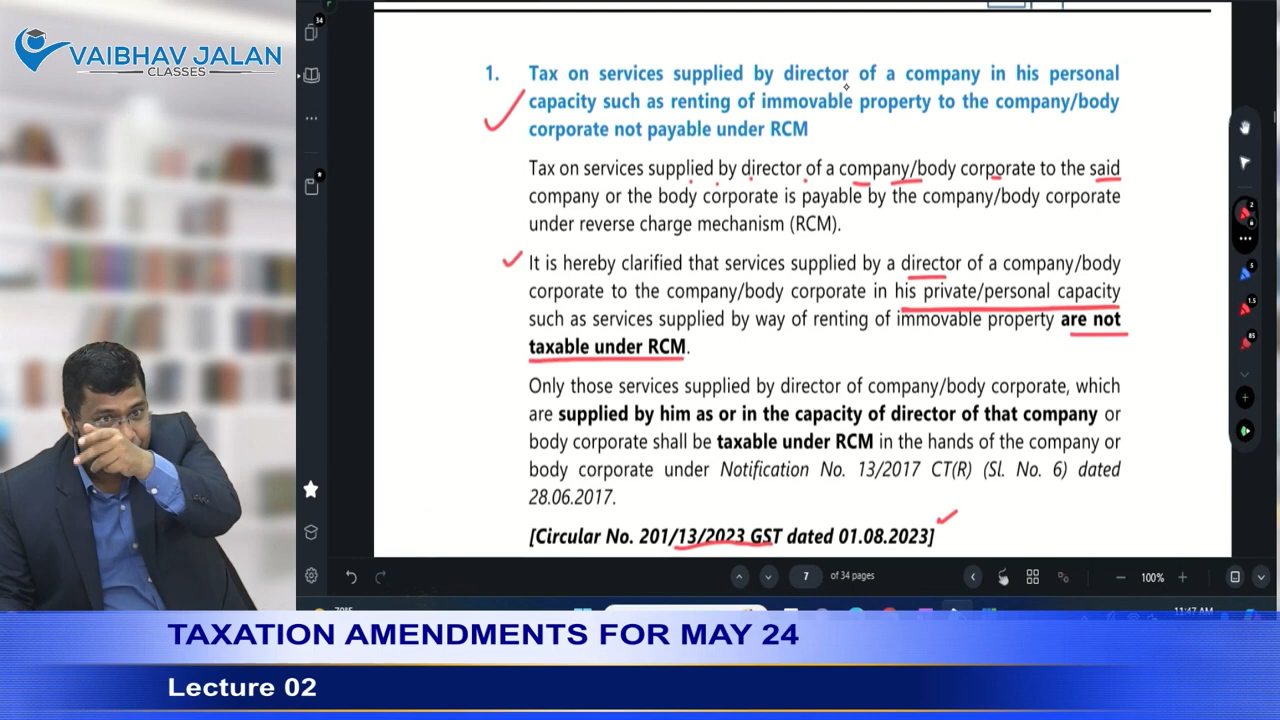 VAIBHAV JALAN
CLASSES
34
1. Tax on services supplied by director of a company in his personal
capacity such as renting of immovable property to the company/body
corporate not payable under RCM
Tax on services supplied by director of a company/body corporate to the said
company or the body corporate is payable by the company/body corporate
under reverse charge mechanism (RCM).
It is hereby clarified that services supplied by a director of a company/body
corporate to the company/body corporate in his private/personal capacity
such as services supplied by way of renting of immovable property are not
taxable under RCM.
Only those services supplied by director of company/body corporate, which
are supplied by him as or in the capacity of director of that company or
body corporate shall be taxable under RCM in the hands of the company or
body corporate under Notification No. 13/2017 CT(R) (Sl. No. 6) dated
28.06.2017.
[Circular No. 201/13/2023 GST dated 01.08.2023]
2
5
1.5
85
7 of 34 pages
100%
11:47 AM
TAXATION AMENDMENTS FOR MAY 24
Lecture 02